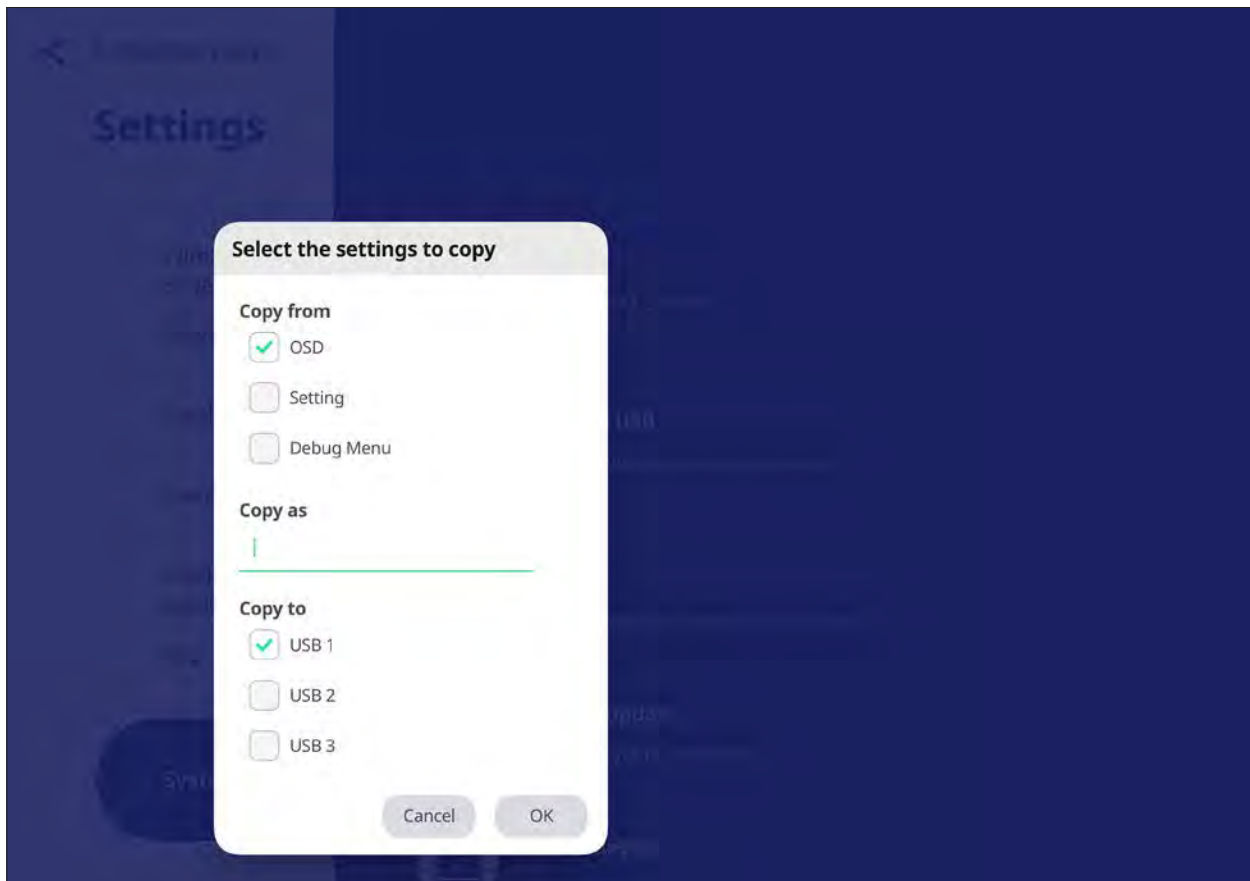 Settings
Select the settings to copy
Copy from
OSD
Setting
Debug Menu
Copy as
Copy to
USB 1
USB 2
USB 3
Cancel
OK